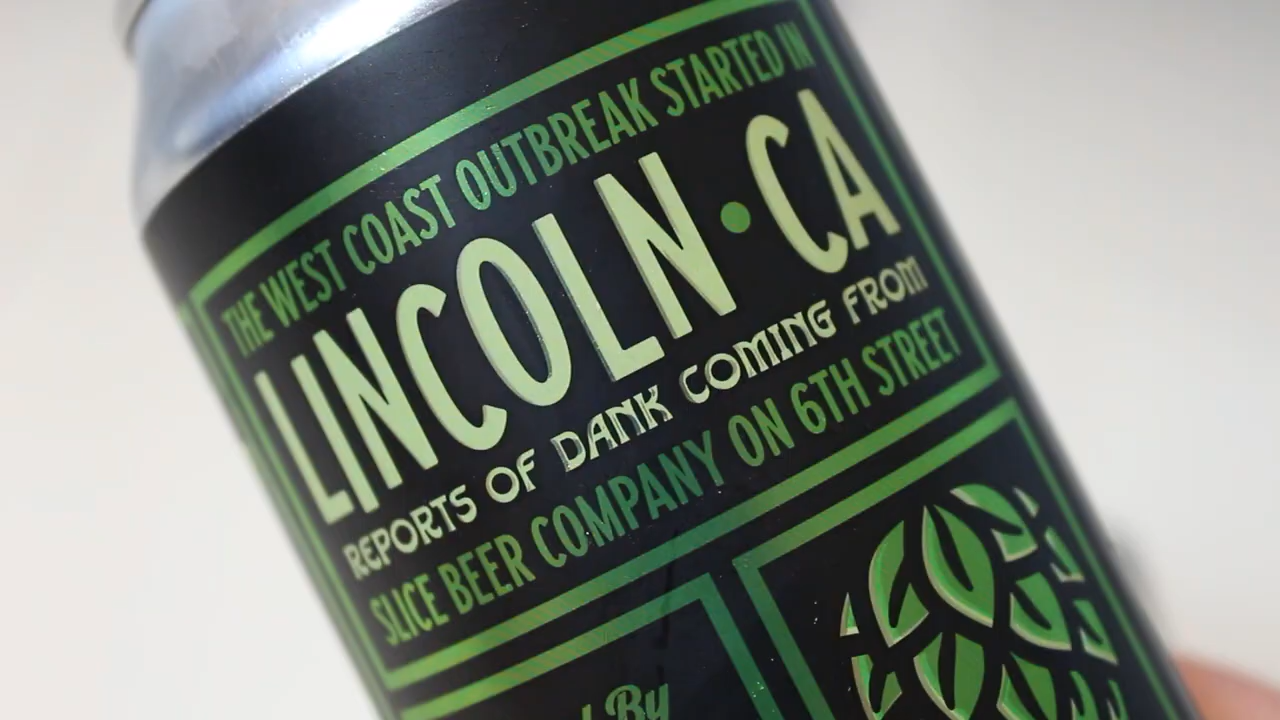 THE WEST COAST OUTBREAK STARTED IN
LINCOLN • CA
REPORTS OF DANK COMING FROM
SLICE BEER COMPANY ON 6TH STREET
By